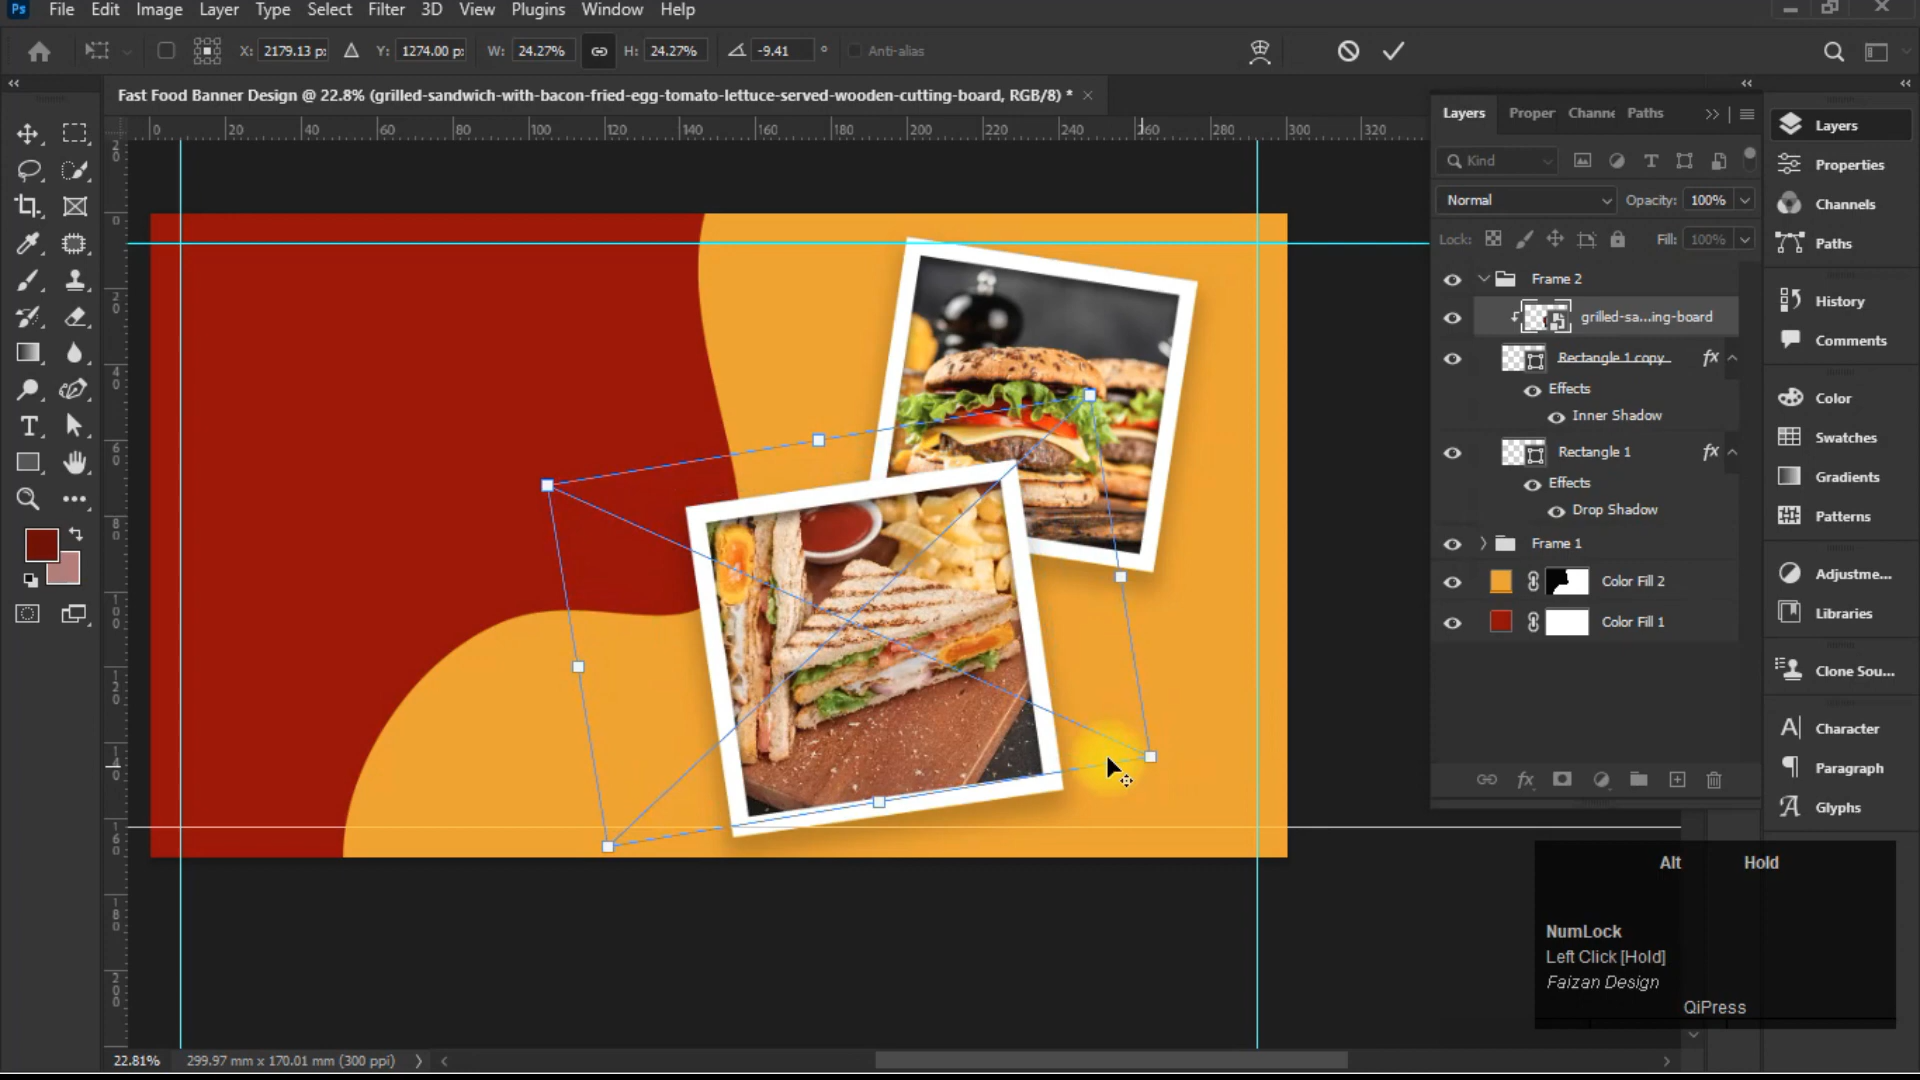 Ps File Edit Image Layer Type Select Filter 3D View Plugins Window Help
X: 2179.13 p: Y: 1274.00 p: W: 24.27% H: 24.27% -9.41 ° Anti-alias
Fast Food Banner Design @ 22.8% (grilled-sandwich-with-bacon-fried-egg-tomato-lettuce-served-wooden-cutting-board, RGB/8) * ×
0 20 40 60 80 100 120 140 160 180 200 220 240 260 280 300 320
Layers Proper Channe Paths
Kind
Normal Opacity: 100%
Lock: Fill: 100%
Frame 2
grilled-sa...ing-board
Rectangle 1 copy fx
Effects
Inner Shadow
Rectangle 1 fx
Effects
Drop Shadow
Frame 1
Color Fill 2
Color Fill 1
fx
Layers
Properties
Channels
Paths
History
Comments
Color
Swatches
Gradients
Patterns
Adjustme...
Libraries
Clone Sou...
Character
Paragraph
Glyphs
Alt Hold
NumLock
Left Click [Hold]
Faizan Design
QiPress
22.81% 299.97 mm x 170.01 mm (300 ppi)